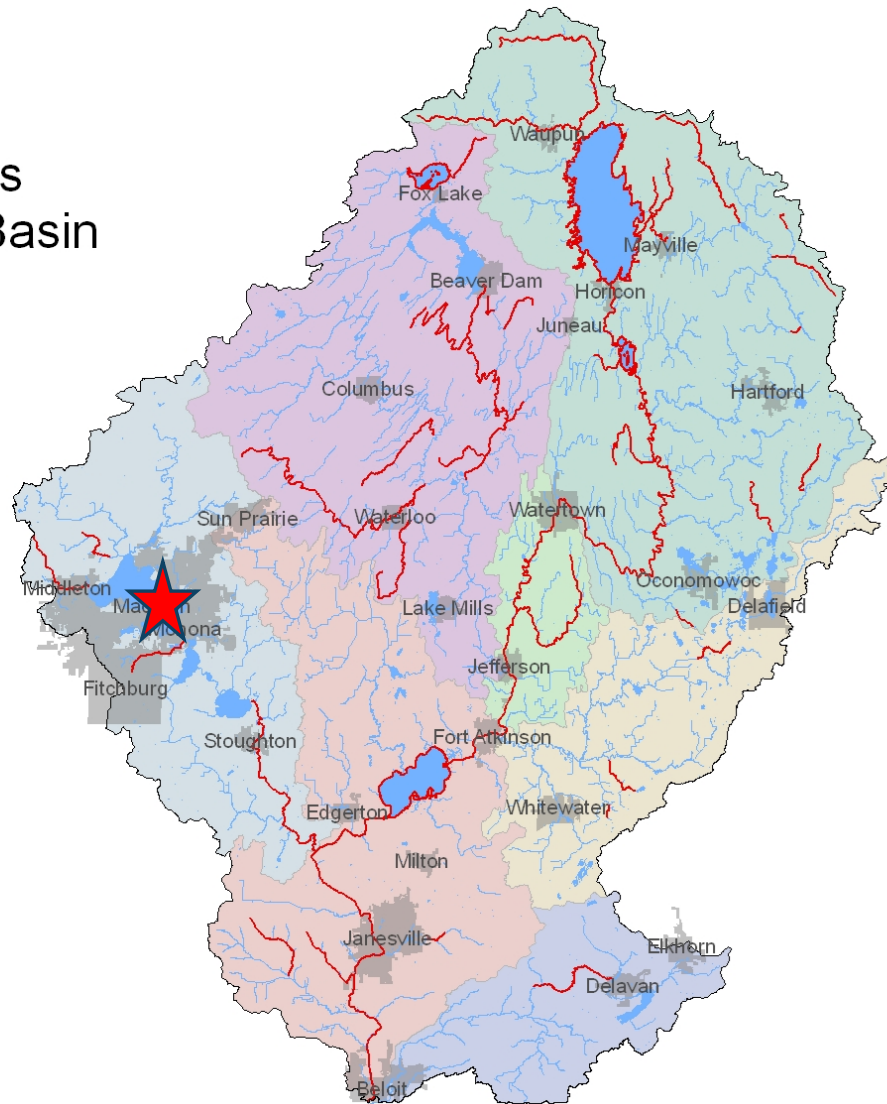 s
Basin
Waupun
Fox Lake
Mayville
Beaver Dam
Horicon
Juneau
Columbus
Hartford
Sun Prairie
Waterloo
Watertown
Middleton
Oconomowoc
Delafield
Lake Mills
Jefferson
Fitchburg
Stoughton
Fort Atkinson
Edgerton
Whitewater
Milton
Janesville
Elkhorn
Delavan
Beloit